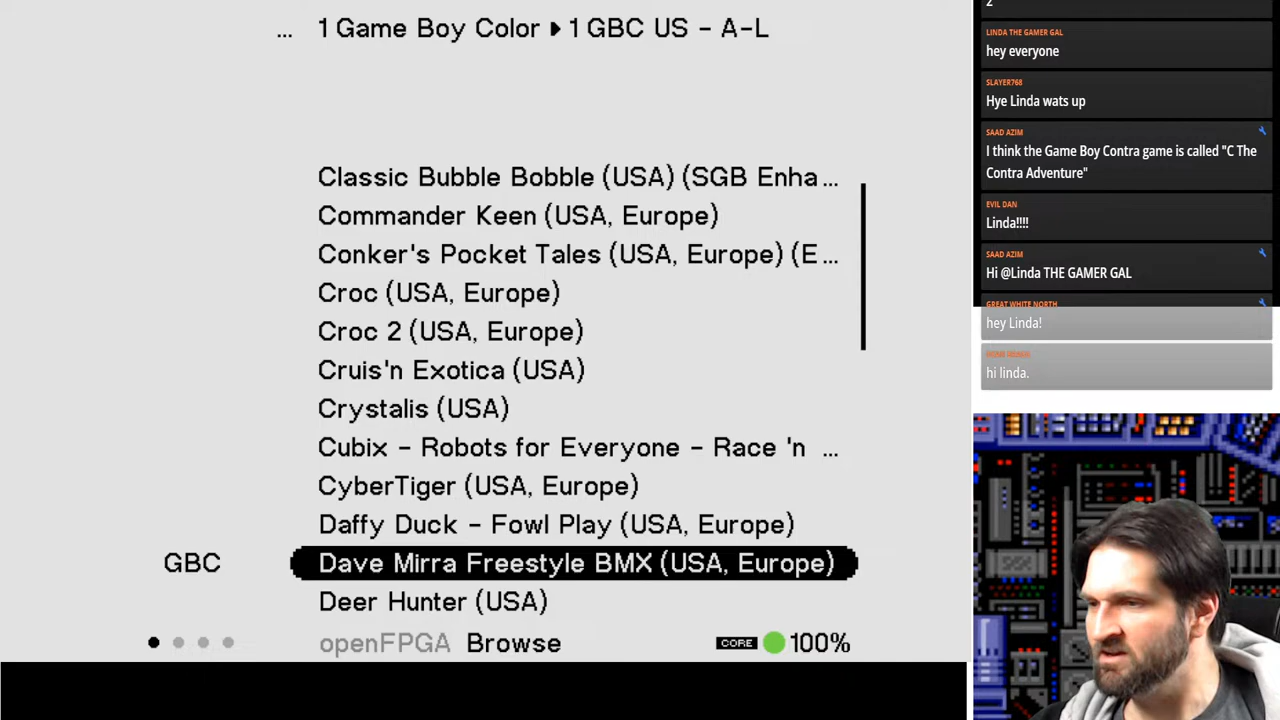 ... 1 Game Boy Color ▸ 1 GBC US - A-L
Classic Bubble Bobble (USA) (SGB Enha ...
Commander Keen (USA, Europe)
Conker's Pocket Tales (USA, Europe) (E ...
Croc (USA, Europe)
Croc 2 (USA, Europe)
Cruis'n Exotica (USA)
Crystalis (USA)
Cubix - Robots for Everyone - Race 'n ...
CyberTiger (USA, Europe)
Daffy Duck - Fowl Play (USA, Europe)
GBC Dave Mirra Freestyle BMX (USA, Europe)
Deer Hunter (USA)
openFPGA Browse CORE 100%
2
LINDA THE GAMER GAL
hey everyone
SLAYER768
Hye Linda wats up
SAAD AZIM
I think the Game Boy Contra game is called "C The
Contra Adventure"
EVIL DAN
Linda!!!!
SAAD AZIM
Hi @Linda THE GAMER GAL
GREAT WHITE NORTH
hey Linda!
hi linda.